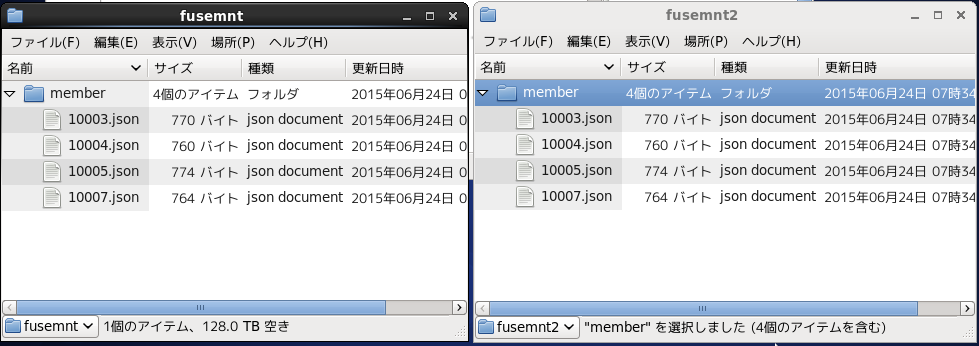 fusemnt
ファイル(F) 編集(E) 表示(V) 場所(P) ヘルプ(H)
名前 サイズ 種類 更新日時
member 4個のアイテム フォルダ 2015年06月24日 0
10003.json 770 バイト json document 2015年06月24日 0
10004.json 760 バイト json document 2015年06月24日 0
10005.json 774 バイト json document 2015年06月24日 0
10007.json 764 バイト json document 2015年06月24日 0
fusemnt 1個のアイテム、128.0 TB 空き
fusemnt2
ファイル(F) 編集(E) 表示(V) 場所(P) ヘルプ(H)
名前 サイズ 種類 更新日時
member 4個のアイテム フォルダ 2015年06月24日 07時34
10003.json 770 バイト json document 2015年06月24日 07時34
10004.json 760 バイト json document 2015年06月24日 07時34
10005.json 774 バイト json document 2015年06月24日 07時34
10007.json 764 バイト json document 2015年06月24日 07時34
fusemnt2 "member" を選択しました (4個のアイテムを含む)